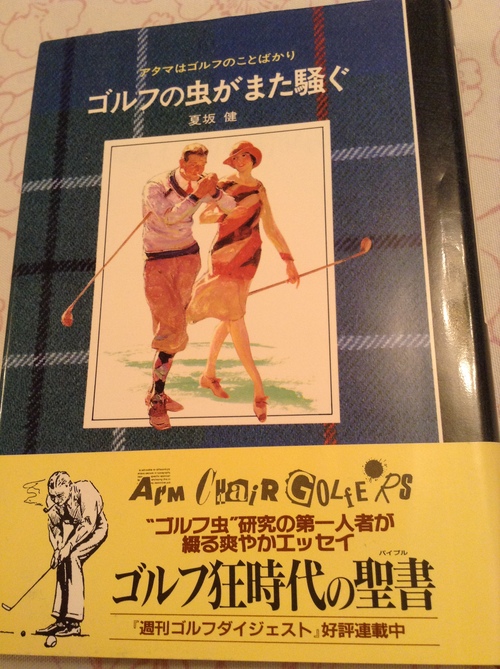 アタマはゴルフのことばかり
ゴルフの虫がまた騒ぐ
夏坂 健
ARM CHAIR GOLFERS
"ゴルフ虫"研究の第一人者が
綴る爽やかエッセイ
バイブル
ゴルフ狂時代の聖書
『週刊ゴルフダイジェスト』好評連載中